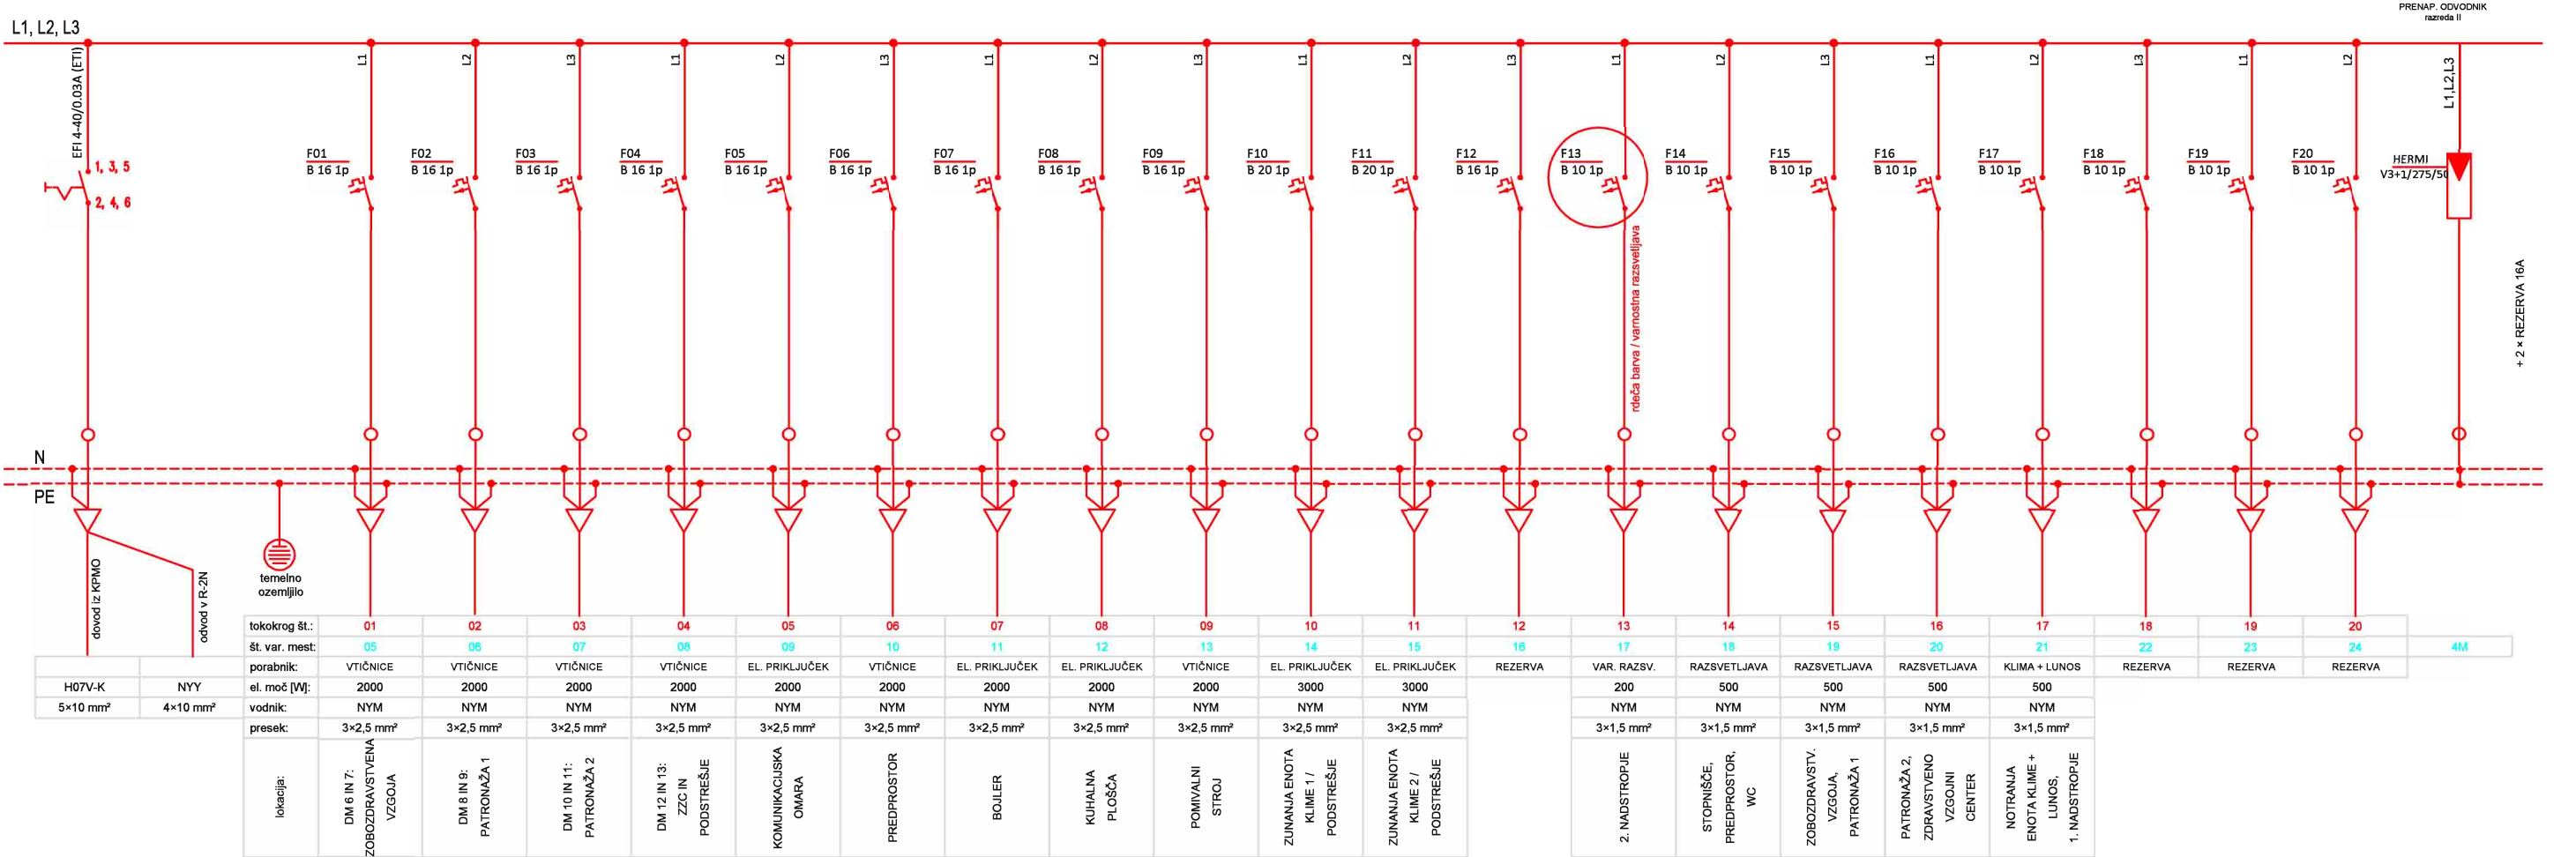 PRENAP. ODVODNIK
razreda II
L1, L2, L3
EFI 4-40/0.03A (ETI)
L1
L2
L3
L1
L2
L3
L1
L2
L3
L1
L2
L3
L1
L2
L3
L1
L2
L3
L1
L2
L1,L2,L3
1, 3, 5
2, 4, 6
F01
B 16 1p
F02
B 16 1p
F03
B 16 1p
F04
B 16 1p
F05
B 16 1p
F06
B 16 1p
F07
B 16 1p
F08
B 16 1p
F09
B 16 1p
F10
B 20 1p
F11
B 20 1p
F12
B 16 1p
F13
B 10 1p
F14
B 10 1p
F15
B 10 1p
F16
B 10 1p
F17
B 10 1p
F18
B 10 1p
F19
B 10 1p
F20
B 10 1p
HERMI
V3+1/275/50
rdeča barva / varnostna razsvetljava
+ 2 × REZERVA 16A
N
PE
dovod iz KPMO
odvod v R-2N
temelno
ozemljilo
tokokrog št.: 01 02 03 04 05 06 07 08 09 10 11 12 13 14 15 16 17 18 19 20
št. var. mest: 05 06 07 08 09 10 11 12 13 14 15 16 17 18 19 20 21 22 23 24 4M
porabnik: VTIČNICE VTIČNICE VTIČNICE VTIČNICE EL. PRIKLJUČEK VTIČNICE EL. PRIKLJUČEK EL. PRIKLJUČEK VTIČNICE EL. PRIKLJUČEK EL. PRIKLJUČEK REZERVA VAR. RAZSV. RAZSVETLJAVA RAZSVETLJAVA RAZSVETLJAVA KLIMA + LUNOS REZERVA REZERVA REZERVA
H07V-K NYY el. moč [W]: 2000 2000 2000 2000 2000 2000 2000 2000 2000 3000 3000 200 500 500 500 500
5×10 mm² 4×10 mm² vodnik: NYM NYM NYM NYM NYM NYM NYM NYM NYM NYM NYM NYM NYM NYM NYM NYM
presek: 3×2,5 mm² 3×2,5 mm² 3×2,5 mm² 3×2,5 mm² 3×2,5 mm² 3×2,5 mm² 3×2,5 mm² 3×2,5 mm² 3×2,5 mm² 3×2,5 mm² 3×2,5 mm² 3×1,5 mm² 3×1,5 mm² 3×1,5 mm² 3×1,5 mm² 3×1,5 mm²
lokacija:
DM 6 IN 7:
ZOBOZDRAVSTVENA
VZGOJA
DM 8 IN 9:
PATRONAŽA 1
DM 10 IN 11:
PATRONAŽA 2
DM 12 IN 13:
ZZC IN
PODSTREŠJE
KOMUNIKACIJSKA
OMARA
PREDPROSTOR
BOJLER
KUHALNA
PLOŠČA
POMIVALNI
STROJ
ZUNANJA ENOTA
KLIME 1 /
PODSTREŠJE
ZUNANJA ENOTA
KLIME 2 /
PODSTREŠJE
2. NADSTROPJE
STOPNIŠČE,
PREDPROSTOR,
WC
ZOBOZDRAVSTV.
VZGOJA,
PATRONAŽA 1
PATRONAŽA 2,
ZDRAVSTVENO
VZGOJNI
CENTER
NOTRANJA
ENOTA KLIME +
LUNOS,
1. NADSTROPJE